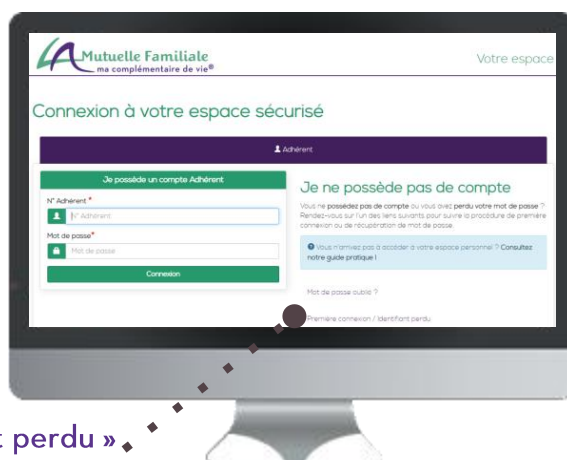 Mutuelle Familiale
ma complémentaire de vie®
Votre espace
Connexion à votre espace sécurisé
Adhérent
Je possède un compte Adhérent
N° Adhérent *
N° Adhérent
Mot de passe*
Mot de passe
Connexion
Je ne possède pas de compte
Vous ne possédez pas de compte ou vous avez perdu votre mot de passe ?
Rendez-vous sur l'un des liens suivants pour suivre la procédure de première
connexion ou de récupération de mot de passe.
Vous n'arrivez pas à accéder à votre espace personnel ? Consultez
notre guide pratique !
Mot de passe oublié ?
Première connexion / Identifiant perdu
t perdu »